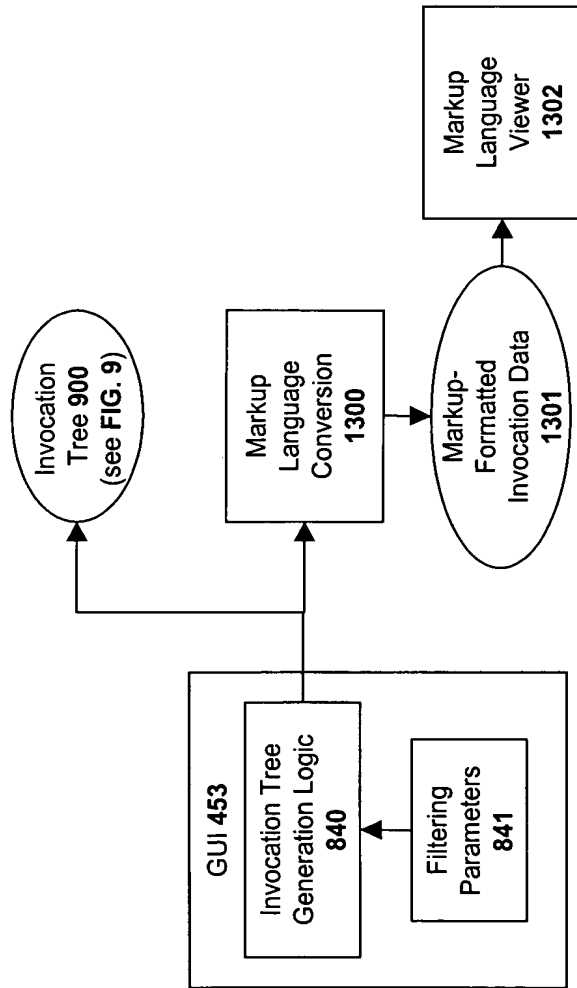 GUI 453
Invocation Tree
Generation Logic
840
Filtering
Parameters
841
Invocation
Tree 900
(see FIG. 9)
Markup
Language
Conversion
1300
Markup-
Formatted
Invocation Data
1301
Markup
Language
Viewer
1302